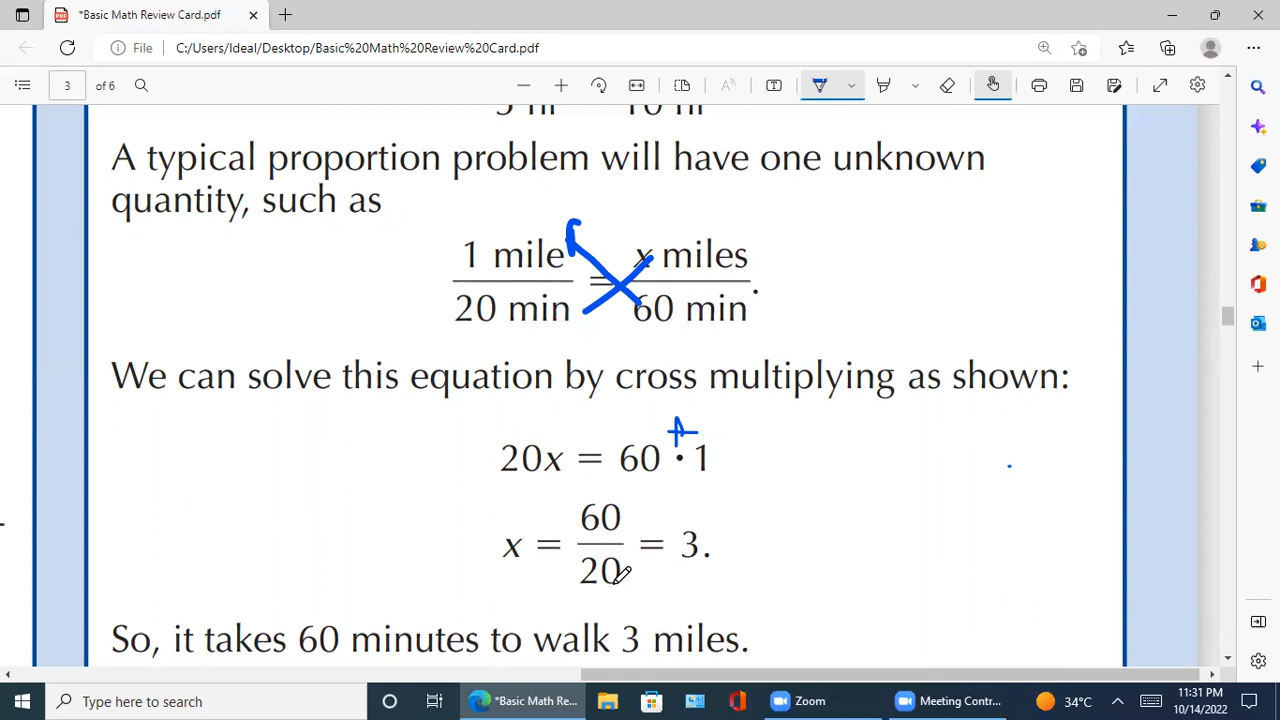 *Basic Math Review Card.pdf
File C:/Users/Ideal/Desktop/Basic%20Math%20Review%20Card.pdf
3 of 6
A typical proportion problem will have one unknown
quantity, such as
1 mile / 20 min = x miles / 60 min.
We can solve this equation by cross multiplying as shown:
20x = 60 · 1
x = 60 / 20 = 3.
So, it takes 60 minutes to walk 3 miles.
Type here to search
*Basic Math Re...
Zoom
Meeting Contr...
34°C
11:31 PM
10/14/2022